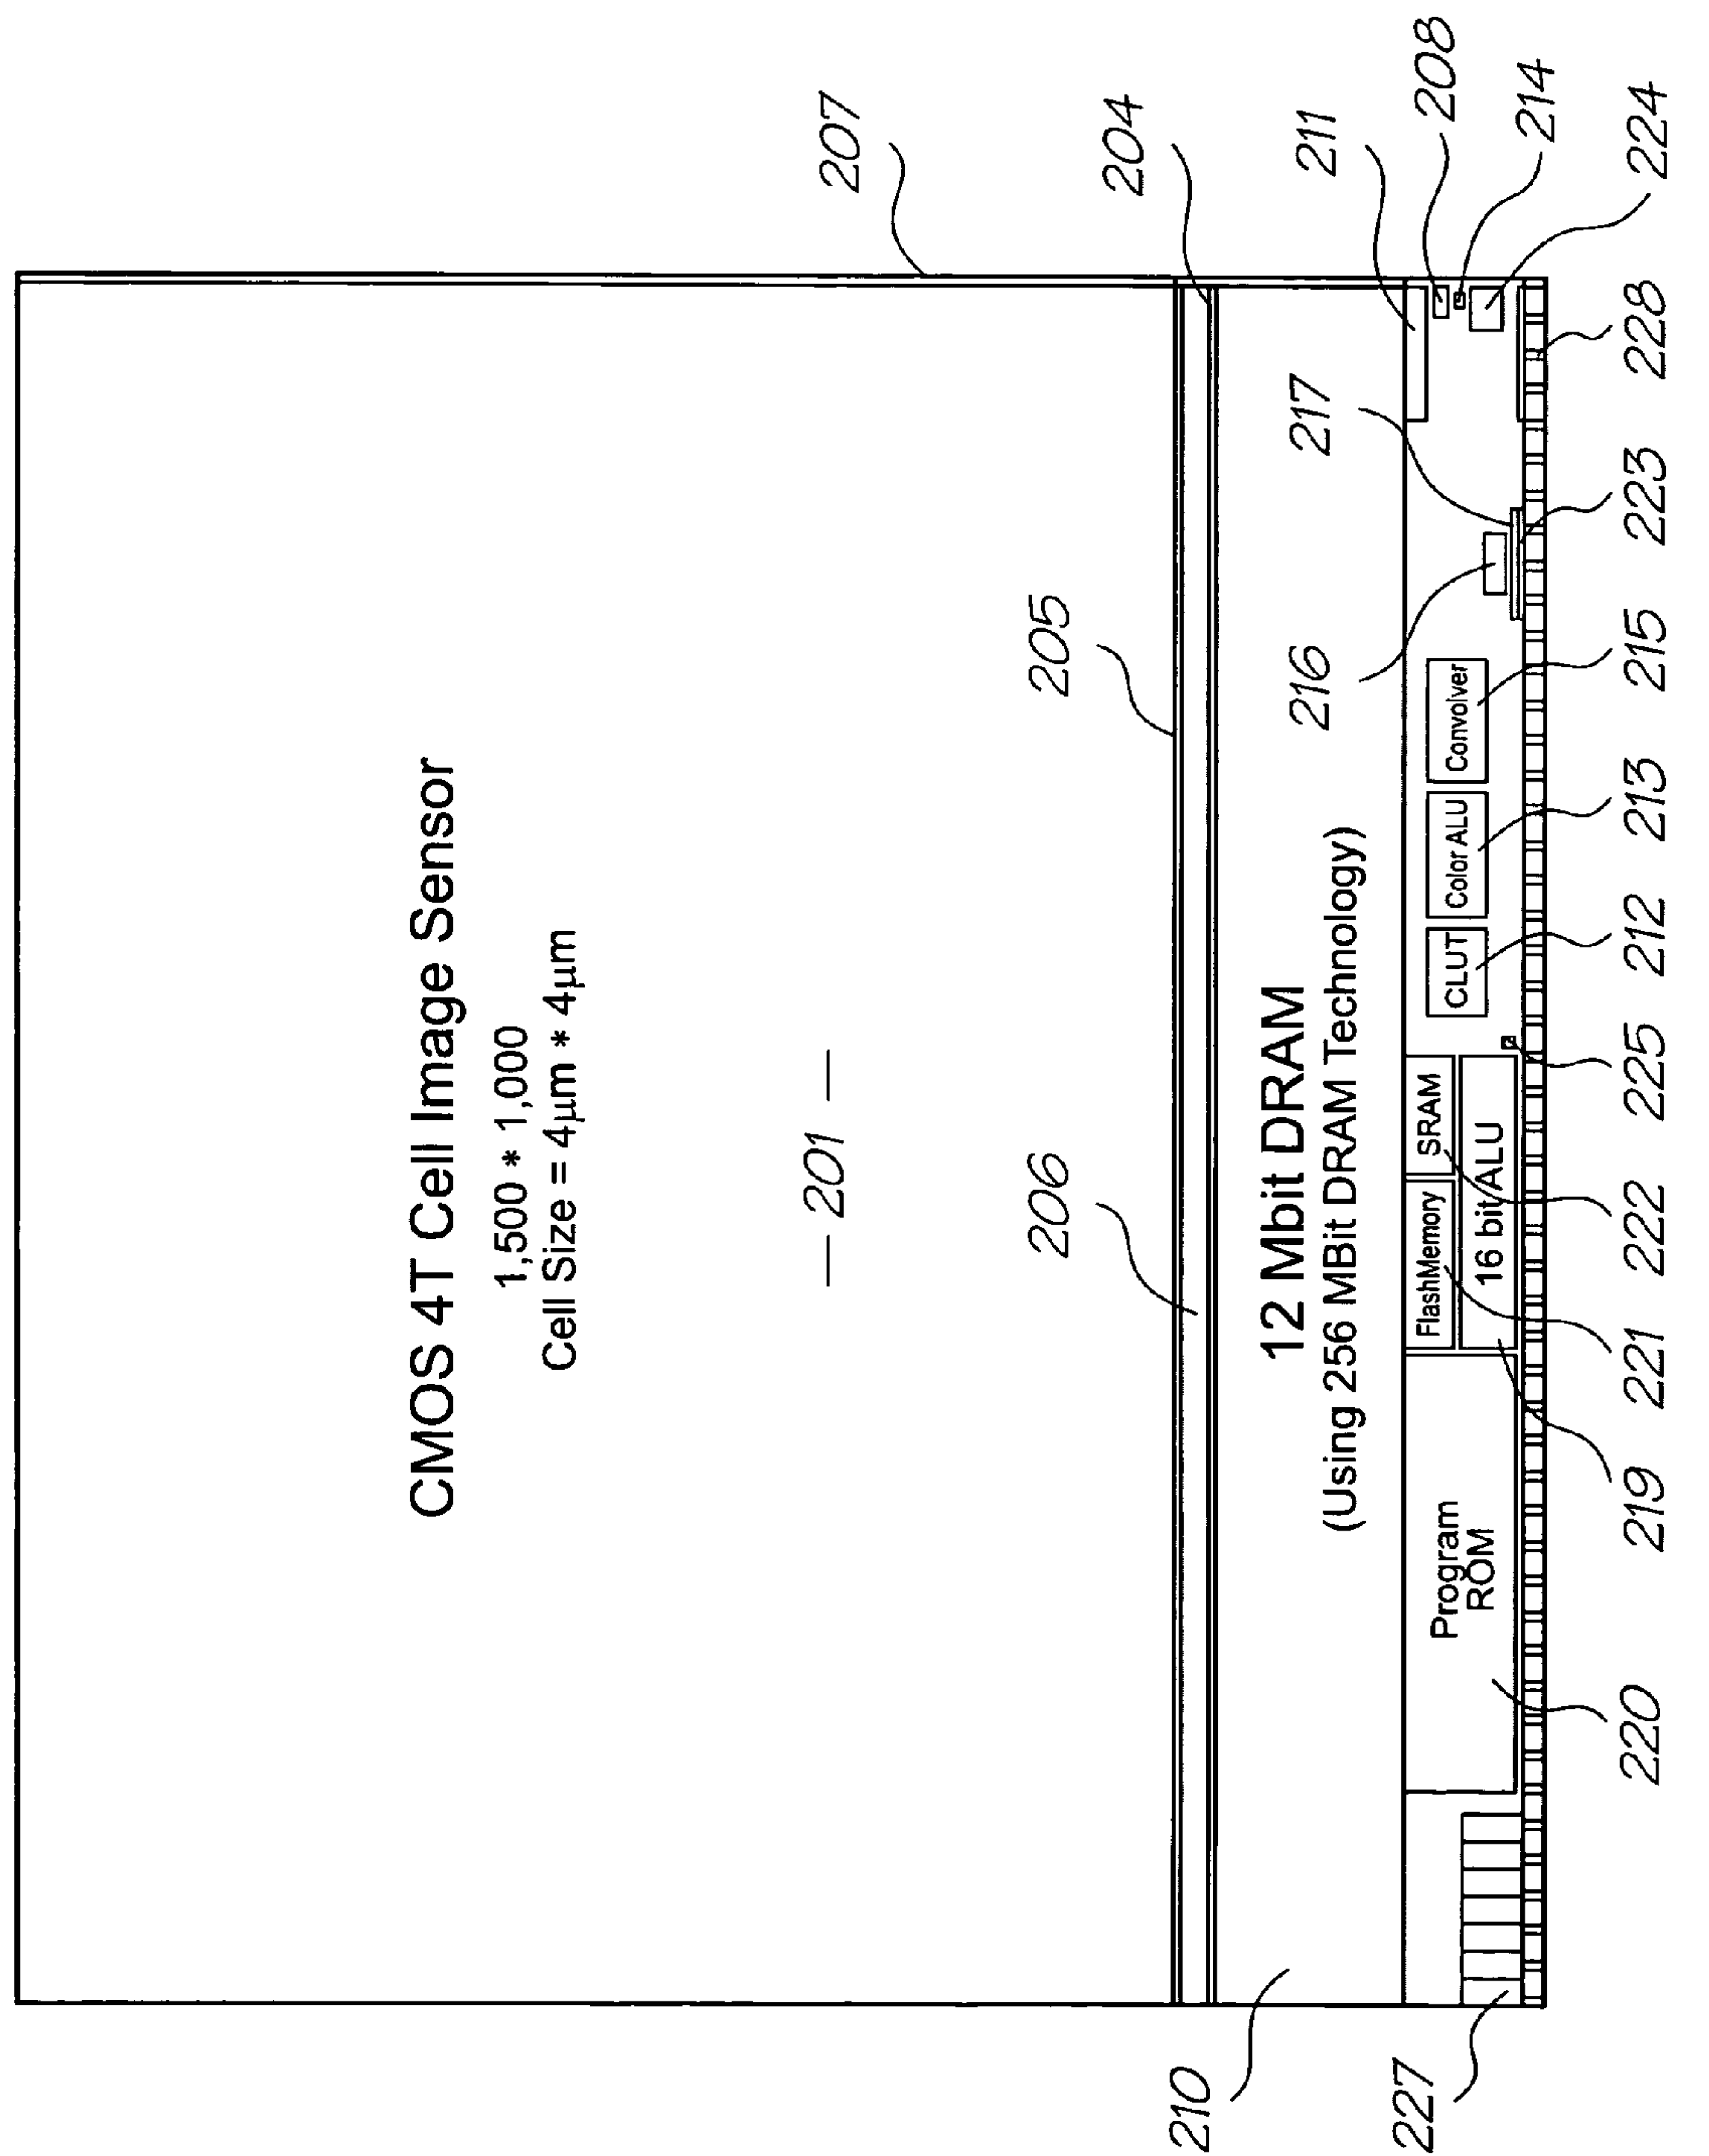 CMOS 4T Cell Image Sensor
1,500 * 1,000
Cell Size = 4μm * 4μm
— 201 —
207
206
205
204
210
12 Mbit DRAM
(Using 256 MBit DRAM Technology)
216
217
211
227
Program
ROM
FlashMemory
SRAM
16 bit ALU
CLUT
Color ALU
Convolver
208
214
224
220
219
221
222
225
212
213
215
223
228